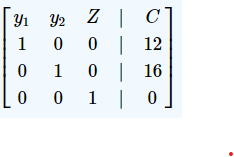 y₁ y₂ Z | C
1 0 0 | 12
0 1 0 | 16
0 0 1 | 0